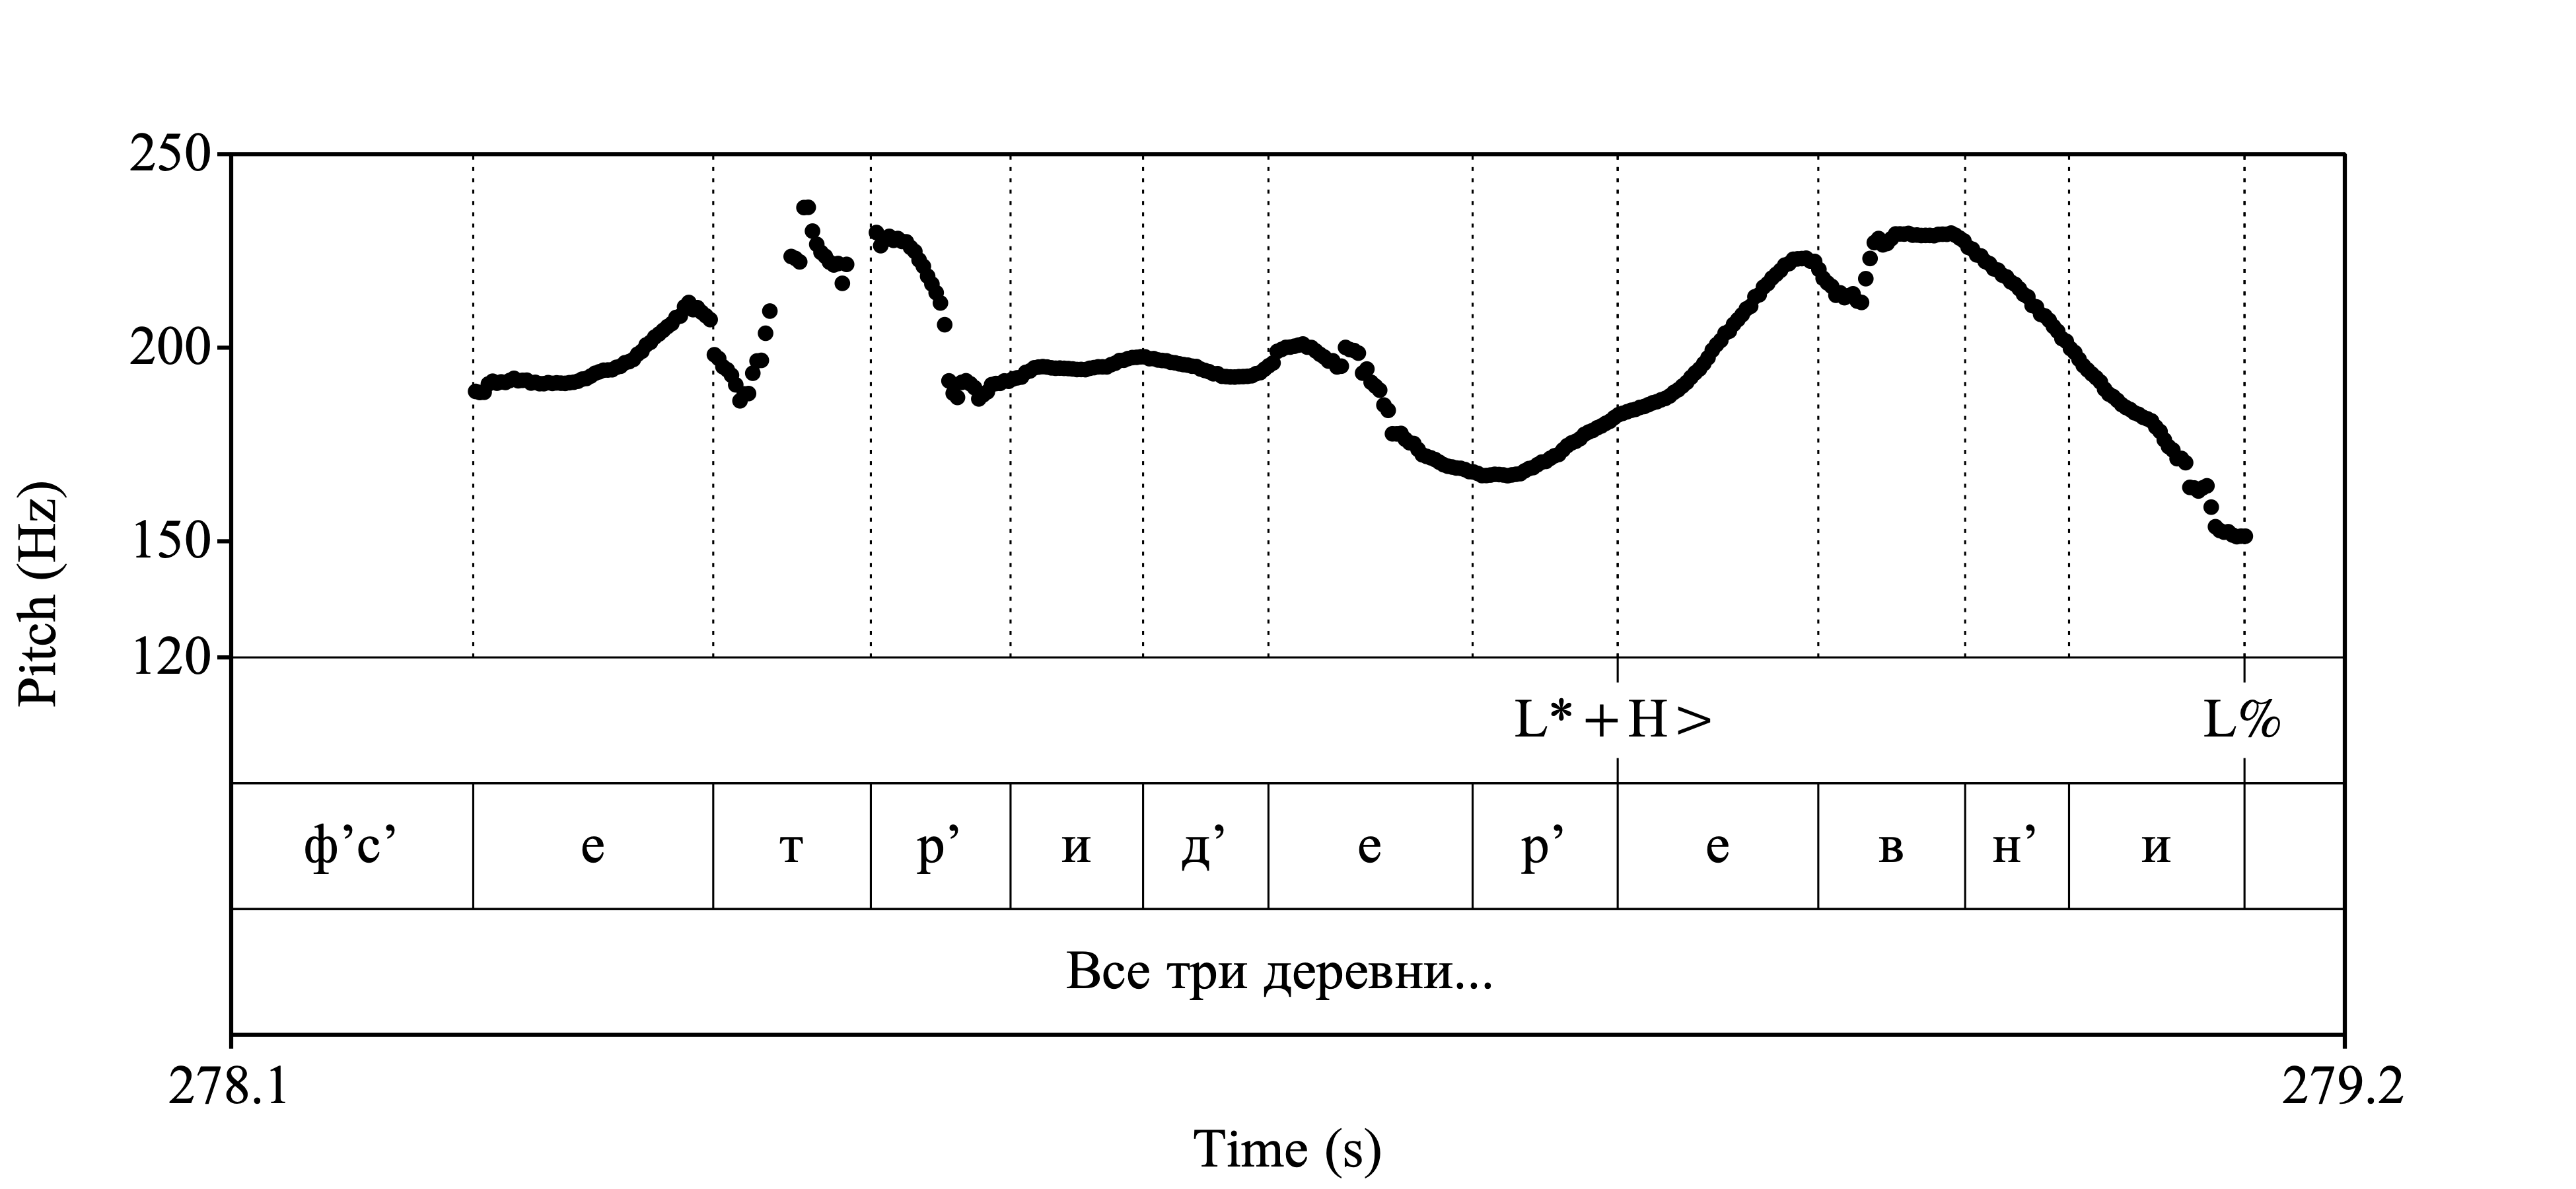 250
200
150
120
Pitch (Hz)
L*+H> L%
ф’с’ е т р’ и д’ е р’ е в н’ и
Все три деревни...
278.1 279.2
Time (s)